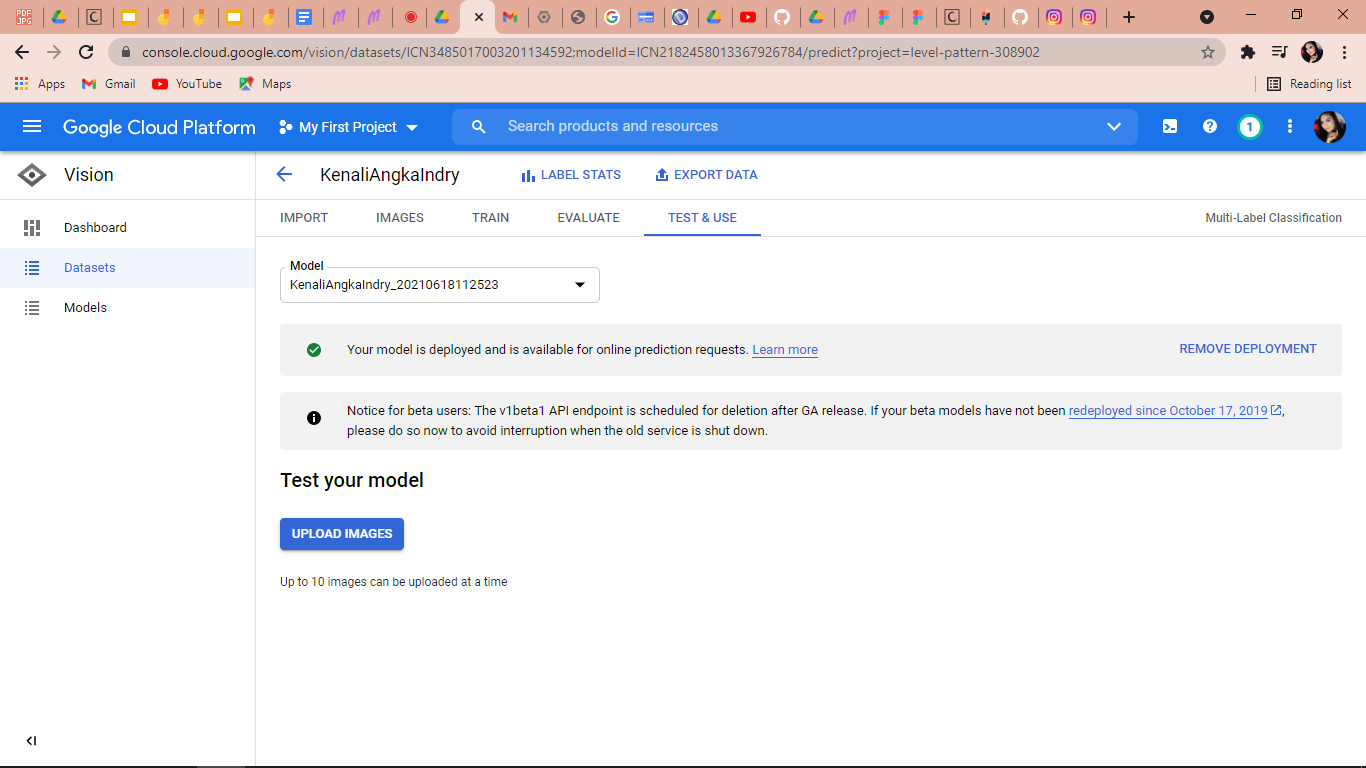 PDF
JPG
console.cloud.google.com/vision/datasets/ICN3485017003201134592;modelId=ICN2182458013367926784/predict?project=level-pattern-308902
Apps Gmail YouTube Maps Reading list
Google Cloud Platform My First Project Search products and resources 1
Vision KenaliAngkaIndry LABEL STATS EXPORT DATA
IMPORT IMAGES TRAIN EVALUATE TEST & USE Multi-Label Classification
Dashboard
Datasets
Models
Model
KenaliAngkaIndry_20210618112523
Your model is deployed and is available for online prediction requests. Learn more REMOVE DEPLOYMENT
Notice for beta users: The v1beta1 API endpoint is scheduled for deletion after GA release. If your beta models have not been redeployed since October 17, 2019,
please do so now to avoid interruption when the old service is shut down.
Test your model
UPLOAD IMAGES
Up to 10 images can be uploaded at a time